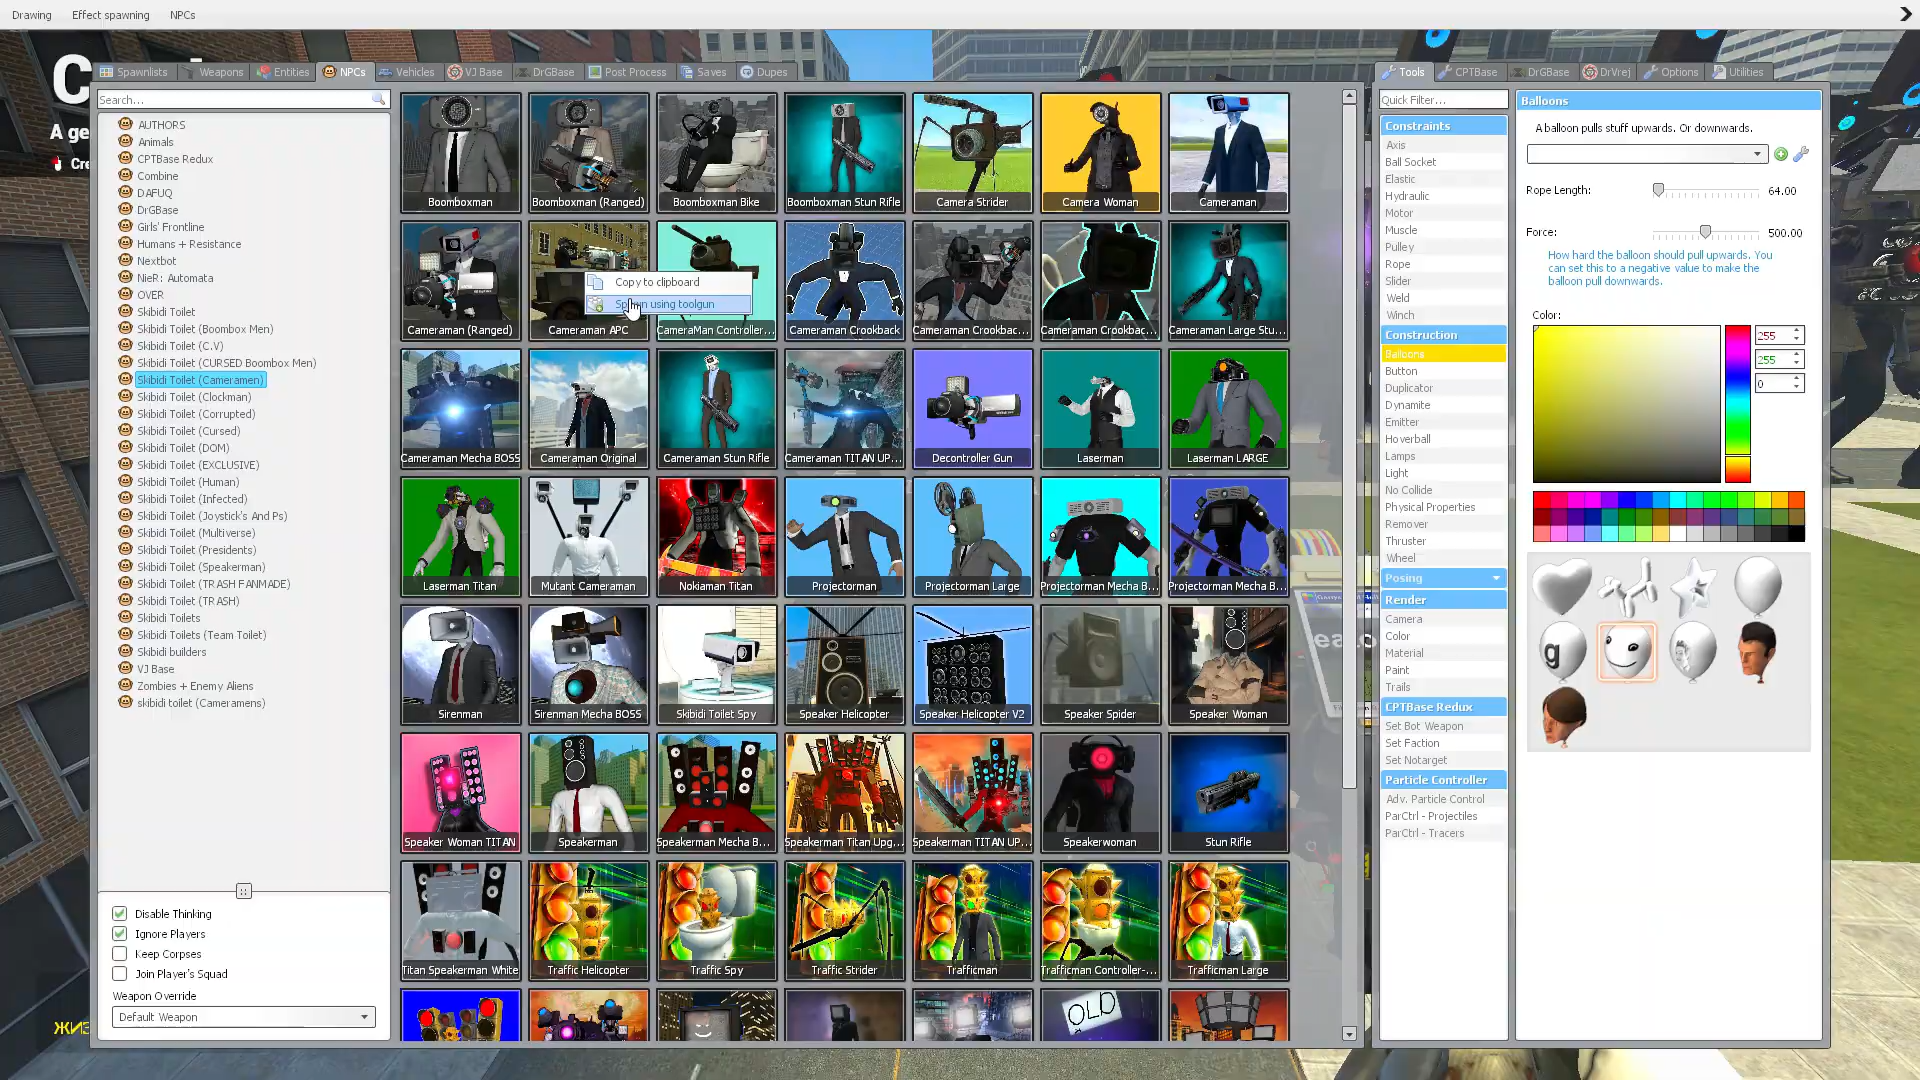 Drawing Effect spawning NPCs
C
A ge
Cre
Spawnlists Weapons Entities NPCs Vehicles VJ Base DrGBase Post Process Saves Dupes
Search...
AUTHORS
Animals
CPTBase Redux
Combine
DAFUQ
DrGBase
Girls' Frontline
Humans + Resistance
Nextbot
NieR: Automata
OVER
Skibidi Toilet
Skibidi Toilet (Boombox Men)
Skibidi Toilet (C.V)
Skibidi Toilet (CURSED Boombox Men)
Skibidi Toilet (Cameramen)
Skibidi Toilet (Clockman)
Skibidi Toilet (Corrupted)
Skibidi Toilet (Cursed)
Skibidi Toilet (DOM)
Skibidi Toilet (EXCLUSIVE)
Skibidi Toilet (Human)
Skibidi Toilet (Infected)
Skibidi Toilet (Joystick's And Ps)
Skibidi Toilet (Multiverse)
Skibidi Toilet (Presidents)
Skibidi Toilet (Speakerman)
Skibidi Toilet (TRASH FANMADE)
Skibidi Toilet (TRASH)
Skibidi Toilets
Skibidi Toilets (Team Toilet)
Skibidi builders
VJ Base
Zombies + Enemy Aliens
skibidi toilet (Cameramens)
Disable Thinking
Ignore Players
Keep Corpses
Join Player's Squad
Weapon Override
Default Weapon
ЖИЗ
Boomboxman Boomboxman (Ranged) Boomboxman Bike Boomboxman Stun Rifle Camera Strider Camera Woman Cameraman
Copy to clipboard
Spawn using toolgun
Cameraman (Ranged) Cameraman APC CameraMan Controller... Cameraman Crookback Cameraman Crookbac... Cameraman Crookbac... Cameraman Large Stu...
Cameraman Mecha BOSS Cameraman Original Cameraman Stun Rifle Cameraman TITAN UP... Decontroller Gun Laserman Laserman LARGE
Laserman Titan Mutant Cameraman Nokiaman Titan Projectorman Projectorman Large Projectorman Mecha B... Projectorman Mecha B...
Sirenman Sirenman Mecha BOSS Skibidi Toilet Spy Speaker Helicopter Speaker Helicopter V2 Speaker Spider Speaker Woman
Speaker Woman TITAN Speakerman Speakerman Mecha B... Speakerman Titan Upg... Speakerman TITAN UP... Speakerwoman Stun Rifle
Titan Speakerman White Traffic Helicopter Traffic Spy Traffic Strider Trafficman Trafficman Controller-... Trafficman Large
OLD
Tools CPTBase DrGBase DrVrej Options Utilities
Quick Filter...
Constraints
Axis
Ball Socket
Elastic
Hydraulic
Motor
Muscle
Pulley
Rope
Slider
Weld
Winch
Construction
Balloons
Button
Duplicator
Dynamite
Emitter
Hoverball
Lamps
Light
No Collide
Physical Properties
Remover
Thruster
Wheel
Posing
Render
Camera
Color
Material
Paint
Trails
CPTBase Redux
Set Bot Weapon
Set Faction
Set Notarget
Particle Controller
Adv. Particle Control
ParCtrl - Projectiles
ParCtrl - Tracers
Balloons
A balloon pulls stuff upwards. Or downwards.
Rope Length: 64.00
Force: 500.00
How hard the balloon should pull upwards. You
can set this to a negative value to make the
balloon pull downwards.
Color:
255
255
0
g